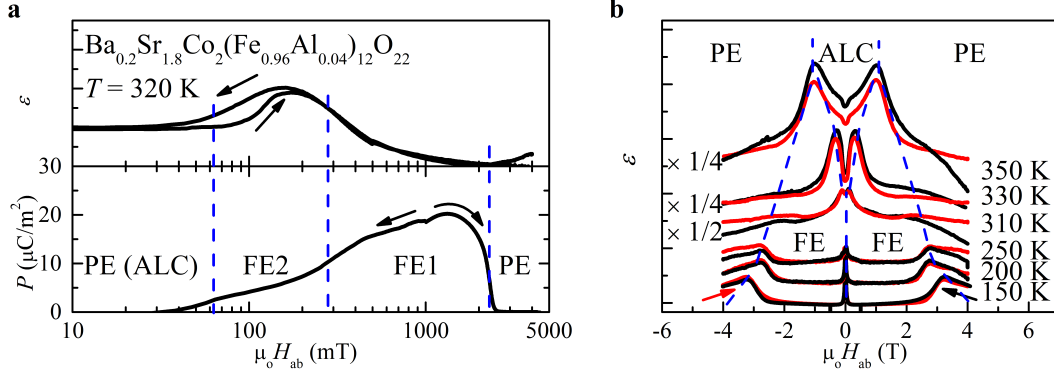 a
Ba0.2Sr1.8Co2(Fe0.96Al0.04)12O22
T = 320 K
ε
30
20
10
0
P (μC/m²)
PE (ALC)
FE2
FE1
PE
10
100
1000
5000
μoHab (mT)
b
PE
ALC
PE
ε
× 1/4
× 1/4
× 1/2
350 K
330 K
310 K
250 K
200 K
150 K
FE
FE
-6
-4
-2
0
2
4
6
μoHab (T)